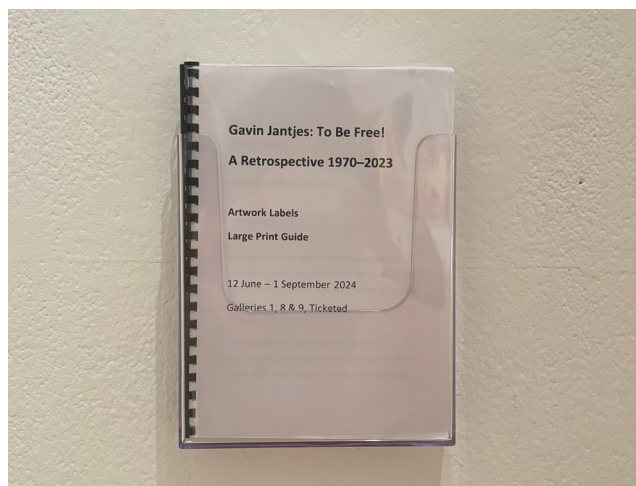 Gavin Jantjes: To Be Free!
A Retrospective 1970–2023
Artwork Labels
Large Print Guide
12 June – 1 September 2024
Galleries 1, 8 & 9, Ticketed